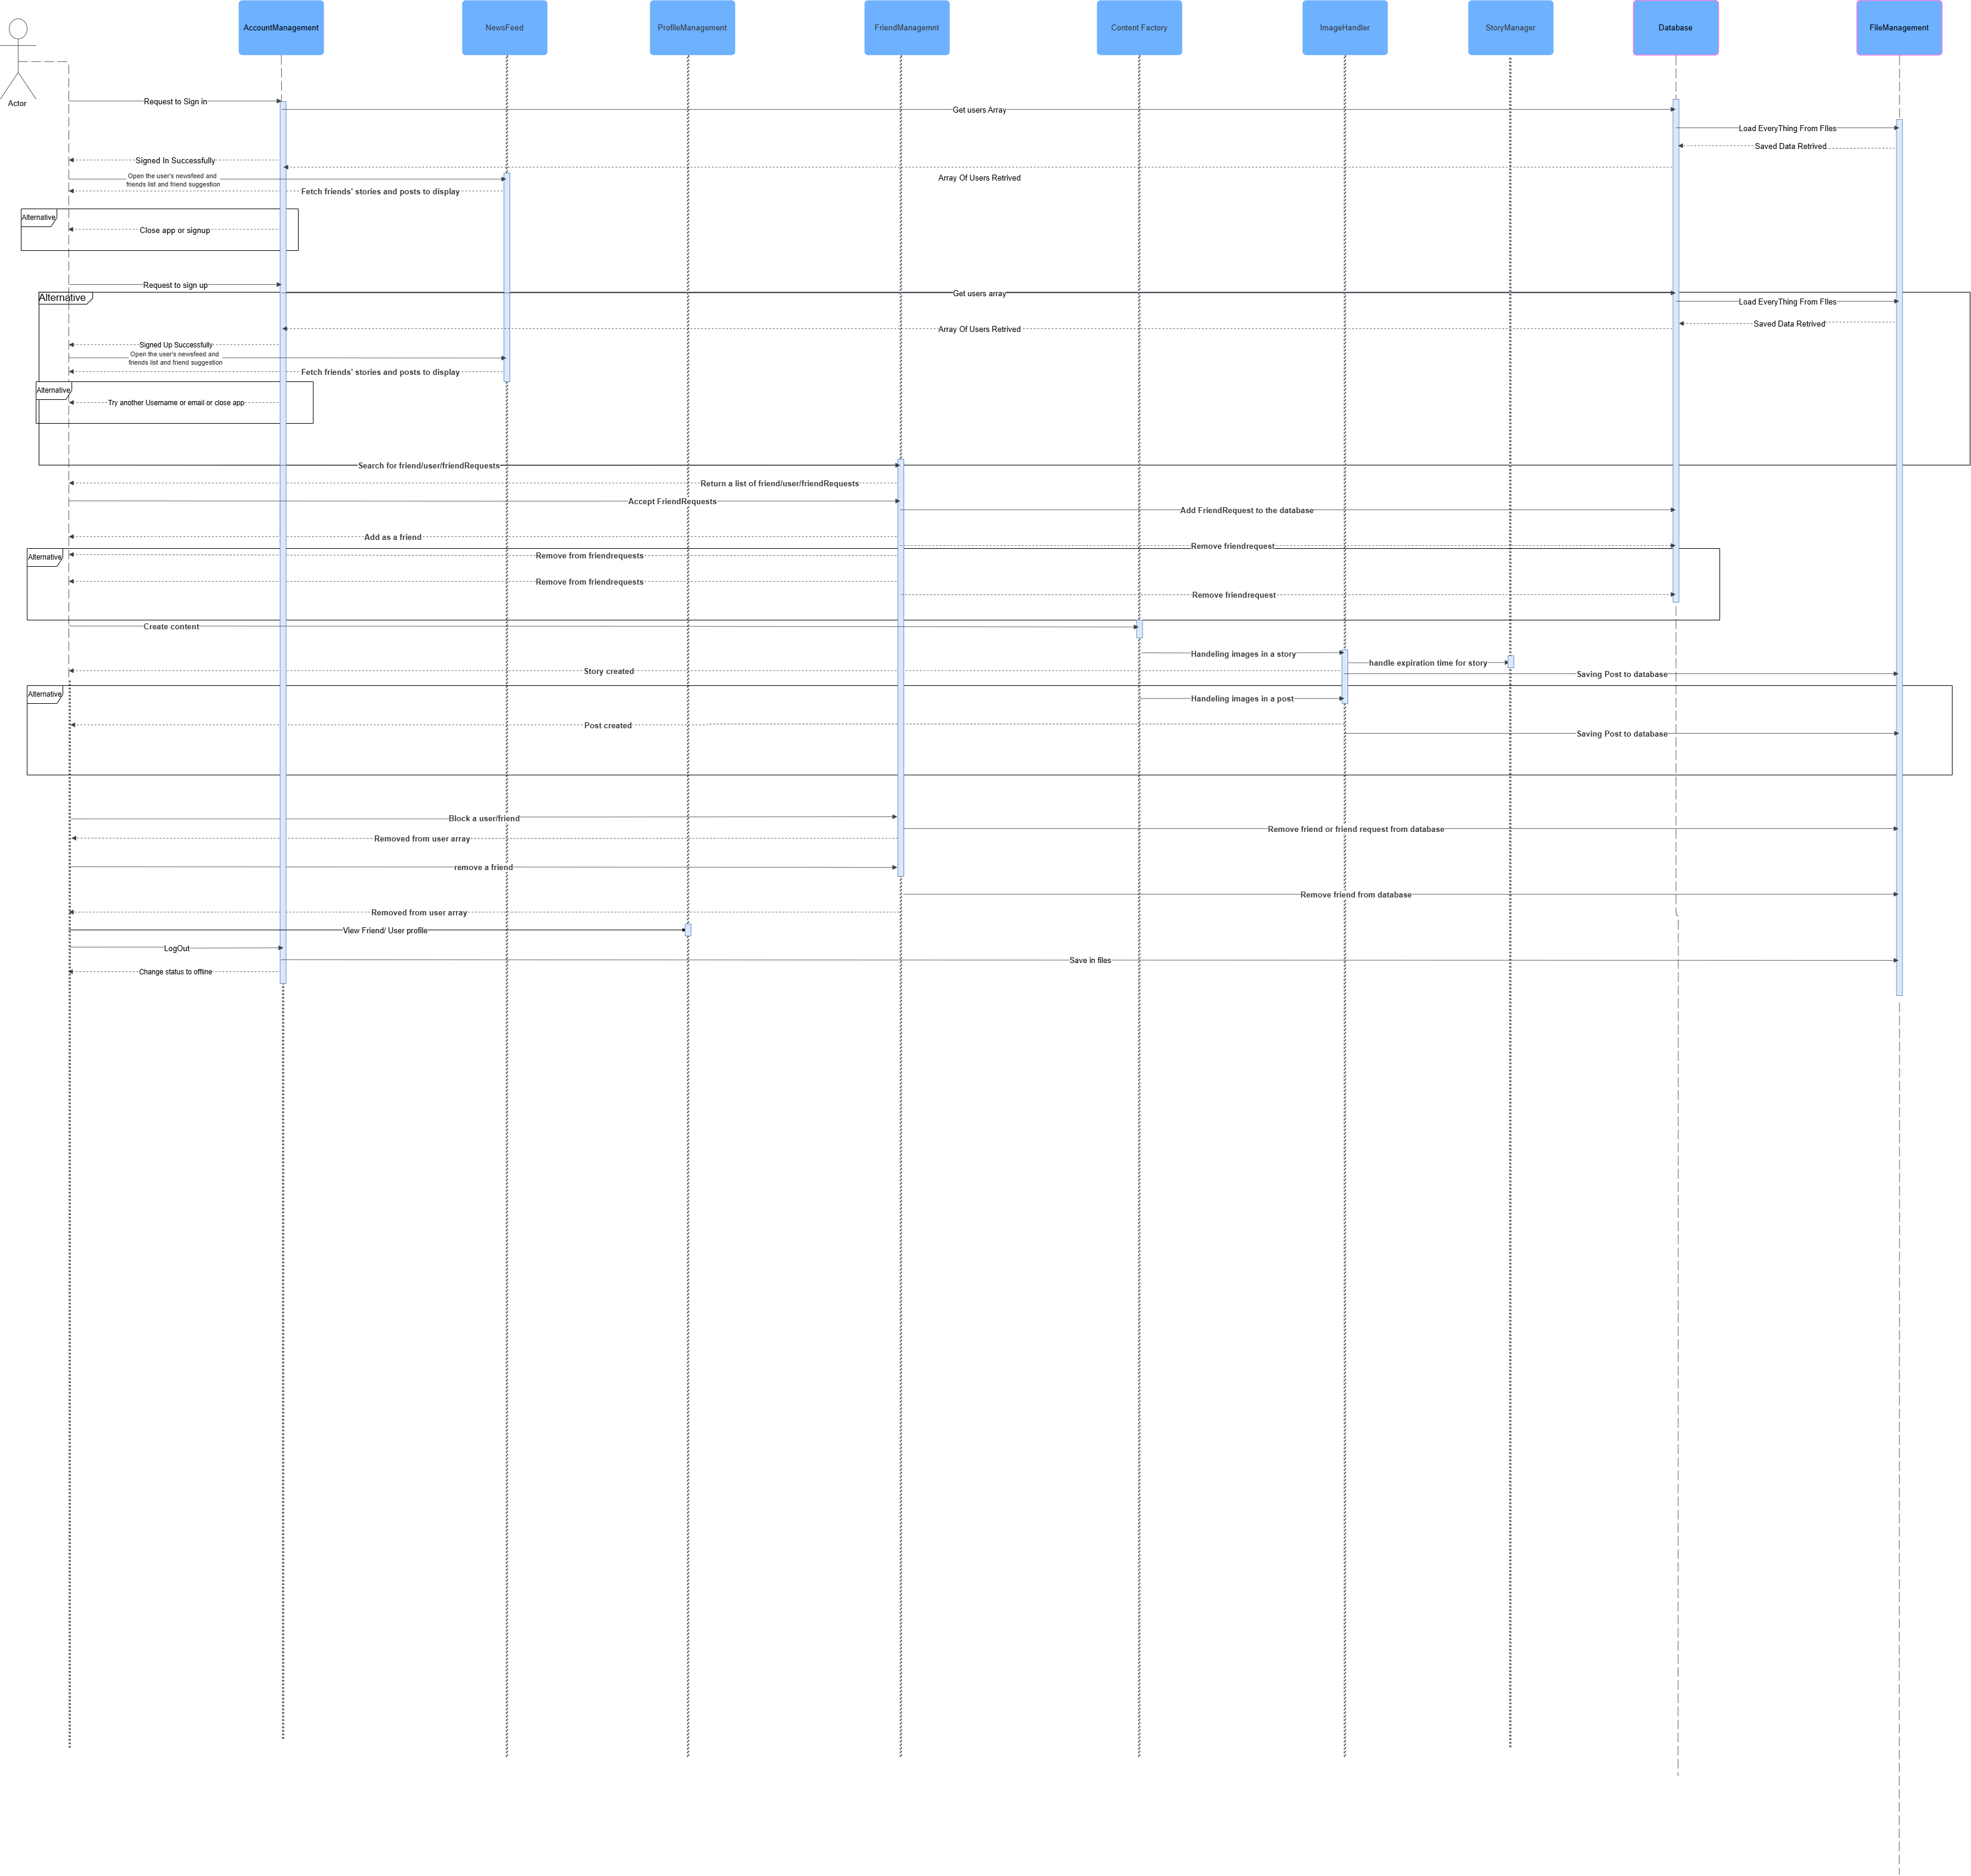 AccountManagement
NewsFeed
ProfileManagement
FriendManagemnt
Content Factory
ImageHandler
StoryManager
Database
FileManagement
Actor
Request to Sign in
Get users Array
Load EveryThing From FIles
Saved Data Retrived
Signed In Successfully
Array Of Users Retrived
Open the user's newsfeed and
friends list and friend suggestion
Fetch friends' stories and posts to display
Alternative
Close app or signup
Request to sign up
Alternative
Get users array
Load EveryThing From FIles
Saved Data Retrived
Array Of Users Retrived
Signed Up Successfully
Open the user's newsfeed and
friends list and friend suggestion
Fetch friends' stories and posts to display
Alternative
Try another Username or email or close app
Search for friend/user/friendRequests
Return a list of friend/user/friendRequests
Accept FriendRequests
Add FriendRequest to the database
Add as a friend
Remove friendrequest
Alternative
Remove from friendrequests
Remove from friendrequests
Remove friendrequest
Create content
Handeling images in a story
handle expiration time for story
Story created
Saving Post to database
Alternative
Handeling images in a post
Post created
Saving Post to database
Block a user/friend
Remove friend or friend request from database
Removed from user array
remove a friend
Remove friend from database
Removed from user array
View Friend/ User profile
LogOut
Save in files
Change status to offline